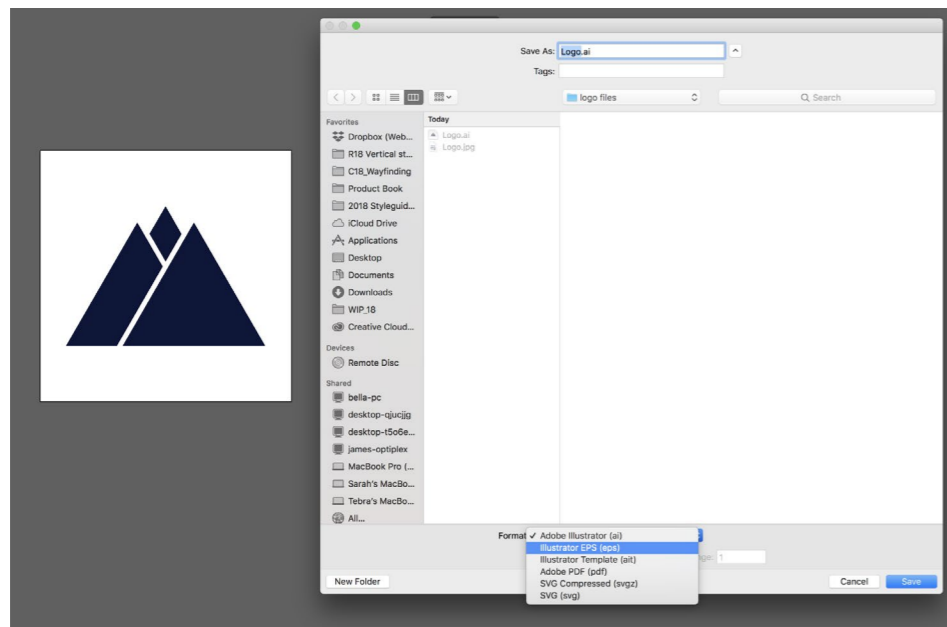 Save As: Logo.ai
Tags:
logo files
Search
Favorites
Dropbox (Web...
R18 Vertical st...
C18_Wayfinding
Product Book
2018 Styleguid...
iCloud Drive
Applications
Desktop
Documents
Downloads
WIP_18
Creative Cloud...
Devices
Remote Disc
Shared
bella-pc
desktop-qjucjjg
desktop-t5o6e...
james-optiplex
MacBook Pro (...
Sarah's MacBo...
Tebra's MacBo...
All...
Today
Logo.ai
Logo.jpg
Format
✓ Adobe Illustrator (ai)
Illustrator EPS (eps)
Illustrator Template (ait)
Adobe PDF (pdf)
SVG Compressed (svgz)
SVG (svg)
1
New Folder
Cancel
Save